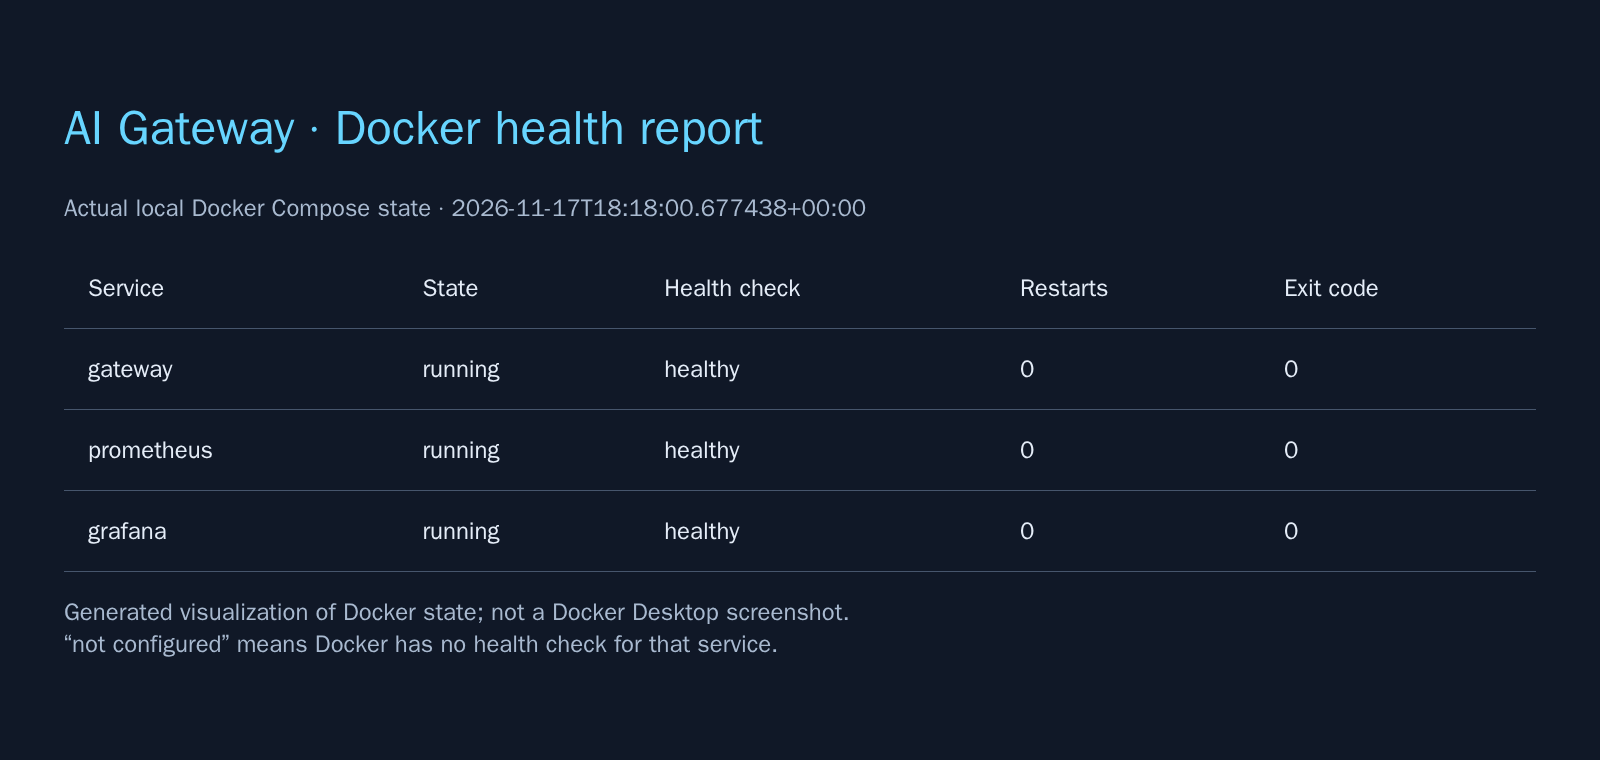 AI Gateway · Docker health report
Actual local Docker Compose state · 2026-11-17T18:18:00.677438+00:00
Service State Health check Restarts Exit code
gateway running healthy 0 0
prometheus running healthy 0 0
grafana running healthy 0 0
Generated visualization of Docker state; not a Docker Desktop screenshot.
“not configured” means Docker has no health check for that service.